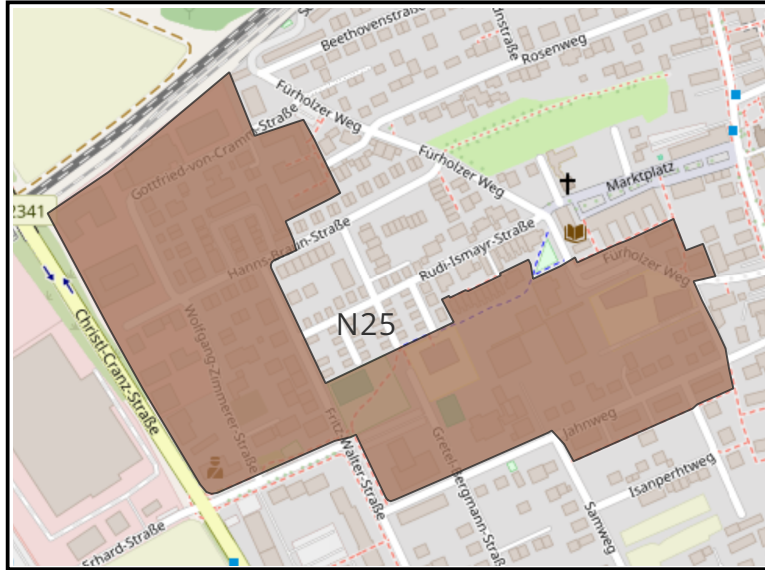 Beethovenstraße
Rosenweg
Fürholzer Weg
Gottfried-von-Cramm-Straße
Fürholzer Weg
Marktplatz
2341
Hanns-Braun-Straße
Rudi-Ismayr-Straße
Fürholzer Weg
N25
Christl-Cranz-Straße
Wolfgang-Zimmerer-Straße
Fritz-Walter-Straße
Gretel-Bergmann-Straß
Jahnweg
Isanperhtweg
Samweg
Erhard-Straße